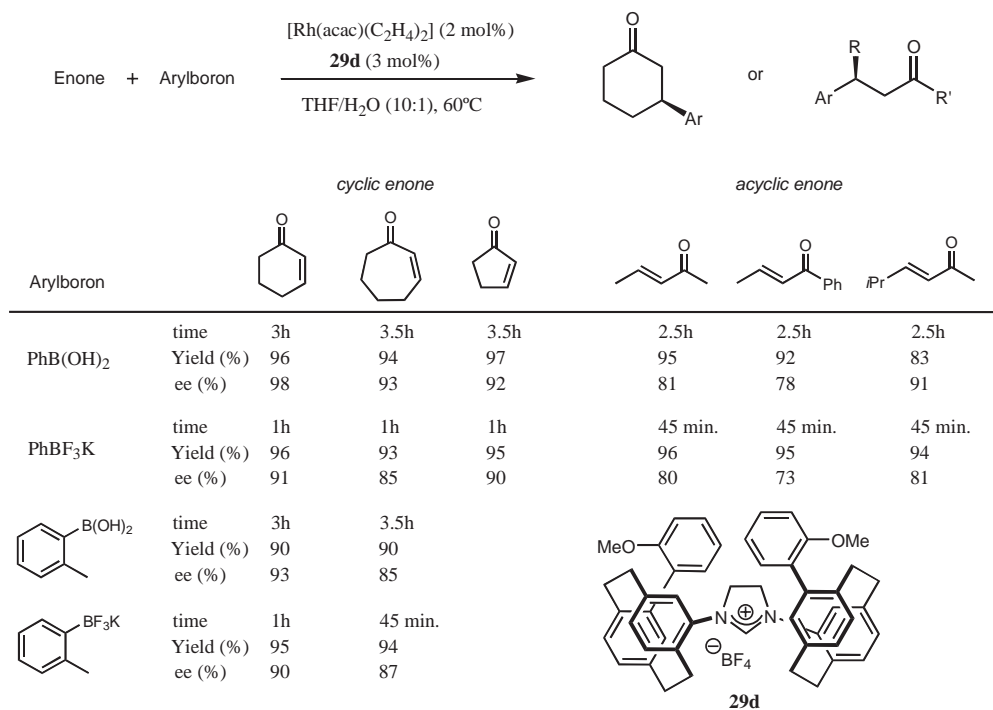 [Rh(acac)(C2H4)2] (2 mol%)
Enone + Arylboron
29d (3 mol%)
THF/H2O (10:1), 60ºC
O
Ar
or
R O
Ar R'
cyclic enone acyclic enone
Arylboron
O O O O O O
Ph iPr
PhB(OH)2
time 3h 3.5h 3.5h 2.5h 2.5h 2.5h
Yield (%) 96 94 97 95 92 83
ee (%) 98 93 92 81 78 91
PhBF3K
time 1h 1h 1h 45 min. 45 min. 45 min.
Yield (%) 96 93 95 96 95 94
ee (%) 91 85 90 80 73 81
B(OH)2
time 3h 3.5h
Yield (%) 90 90
ee (%) 93 85
BF3K
time 1h 45 min.
Yield (%) 95 94
ee (%) 90 87
MeO OMe
N + N
− BF4
29d